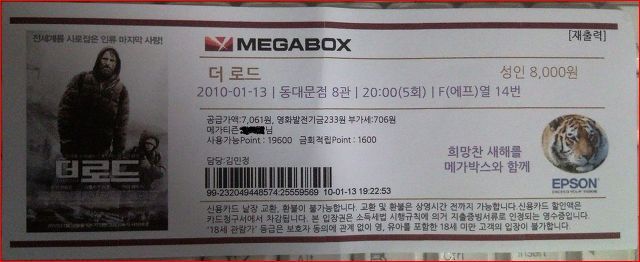 [재출력]
전세계를 사로잡은 인류 마지막 사랑!
더로드
MEGABOX
더 로드
성인 8,000원
2010-01-13 | 동대문점 8관 | 20:00(5회) | F(에프)열 14번
공급가액:7,061원, 영화발전기금233원 부가세:706원
메가티즌 님
사용가능Point : 19600 금회적립Point : 1600
담당:김민정
99-232049448574:25559569 10-01-13 19:22:53
희망찬 새해를
메가박스와 함께
EPSON
EXCEED YOUR VISION
신용카드 낱장 교환, 환불이 불가능합니다. 교환 및 환불은 상영시간 전까지 가능합니다.신용카드 할인액은
카드청구서에서 차감됩니다. 본 입장권은 소득세법 시행규칙에 의거 지출증빙서류로 인정되는 영수증입니다.
"18세 관람가" 등급은 보호자 동의에 관계 없이 영, 유아를 포함한 18세 미만 고객의 입장이 불가합니다.